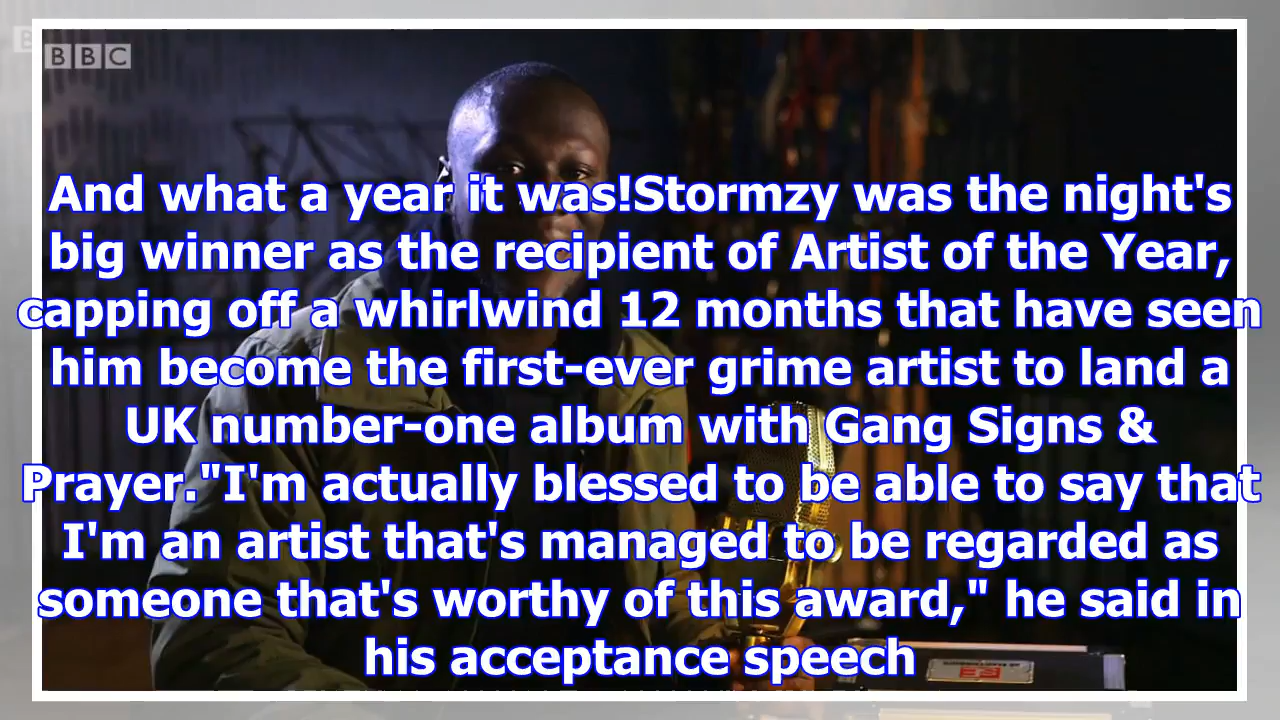 BBC
And what a year it was!Stormzy was the night's
big winner as the recipient of Artist of the Year,
capping off a whirlwind 12 months that have seen
him become the first-ever grime artist to land a
UK number-one album with Gang Signs &
Prayer."I'm actually blessed to be able to say that
I'm an artist that's managed to be regarded as
someone that's worthy of this award," he said in
his acceptance speech